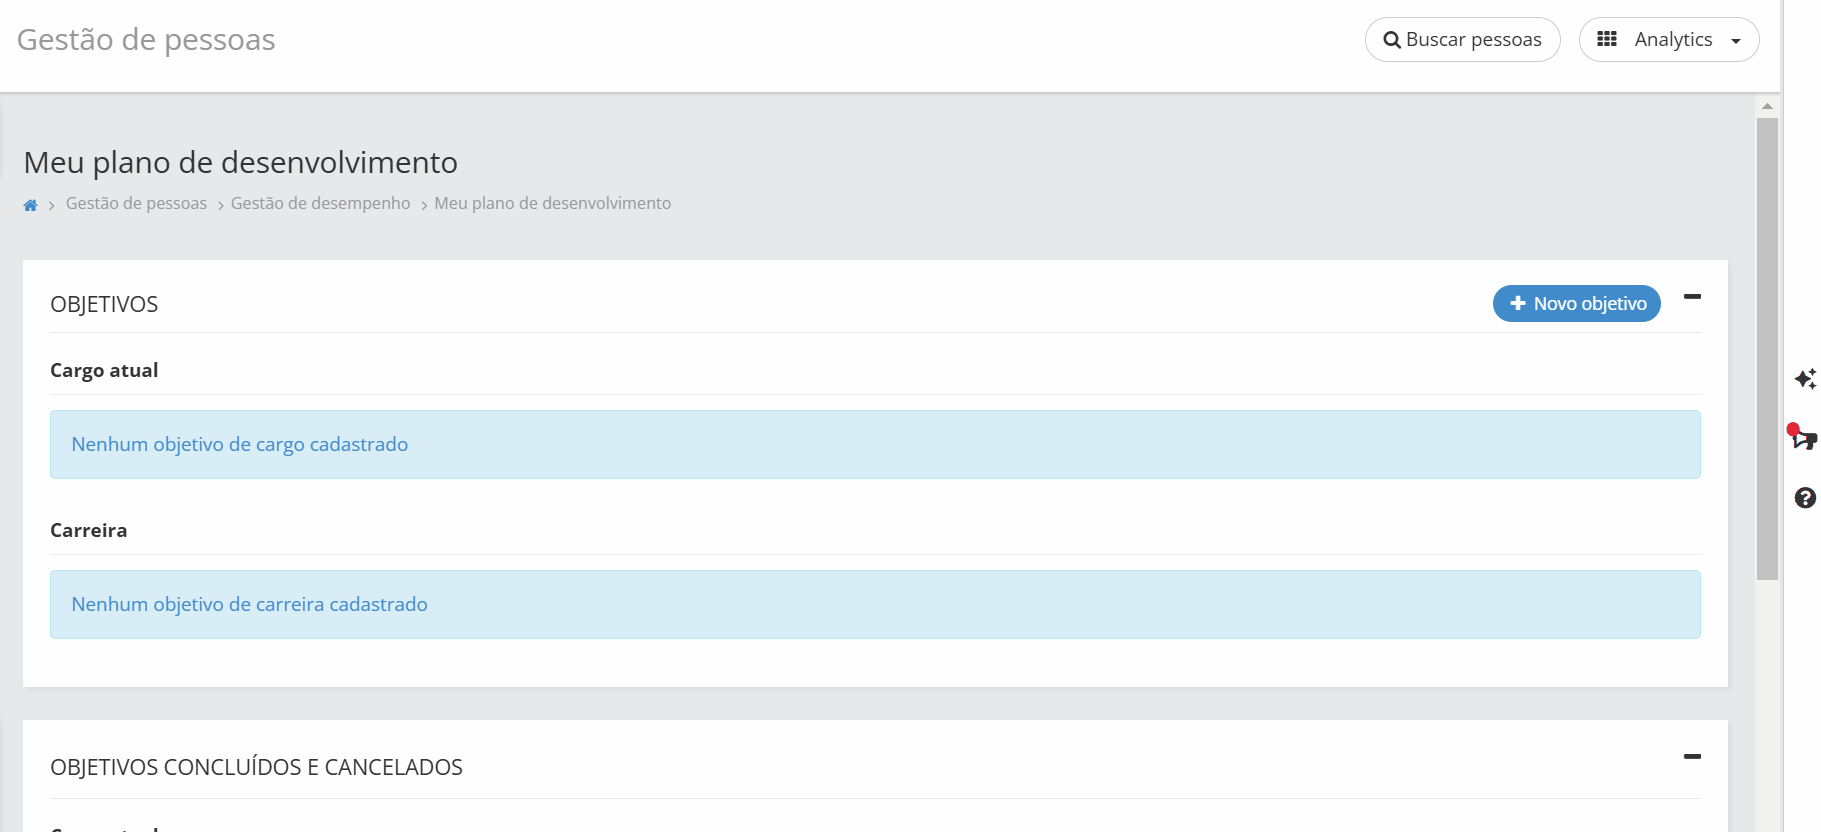 Gestão de pessoas
Buscar pessoas
Analytics
Meu plano de desenvolvimento
Gestão de pessoas > Gestão de desempenho > Meu plano de desenvolvimento
OBJETIVOS
Novo objetivo
Cargo atual
Nenhum objetivo de cargo cadastrado
Carreira
Nenhum objetivo de carreira cadastrado
OBJETIVOS CONCLUÍDOS E CANCELADOS